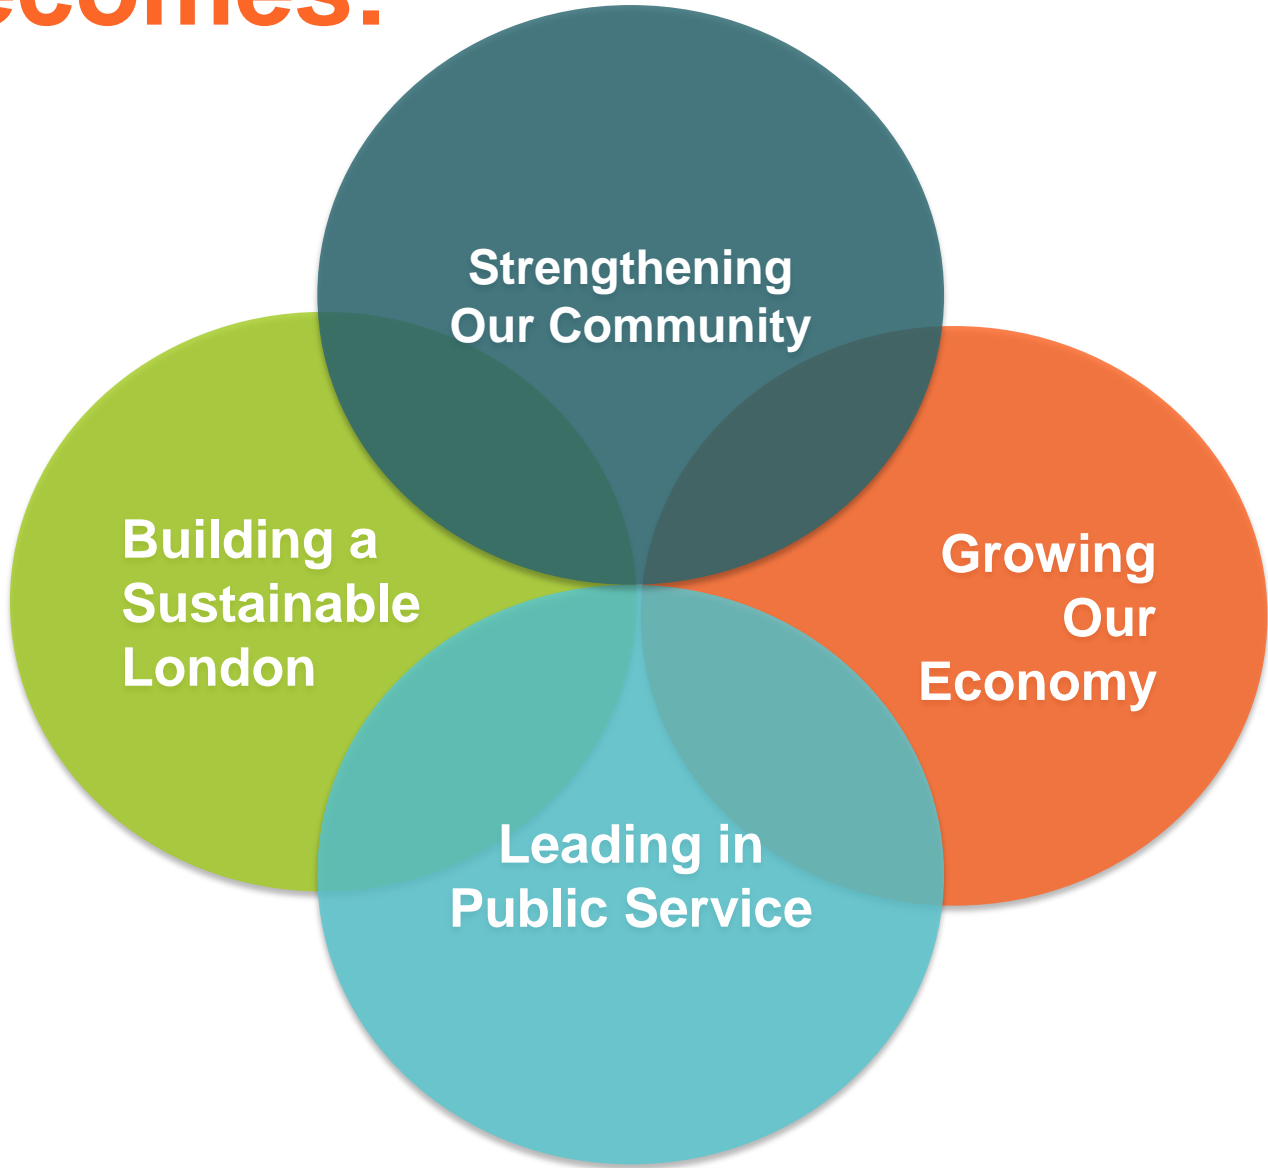 ecomes:
Strengthening
Our Community
Building a
Sustainable
London
Growing
Our
Economy
Leading in
Public Service